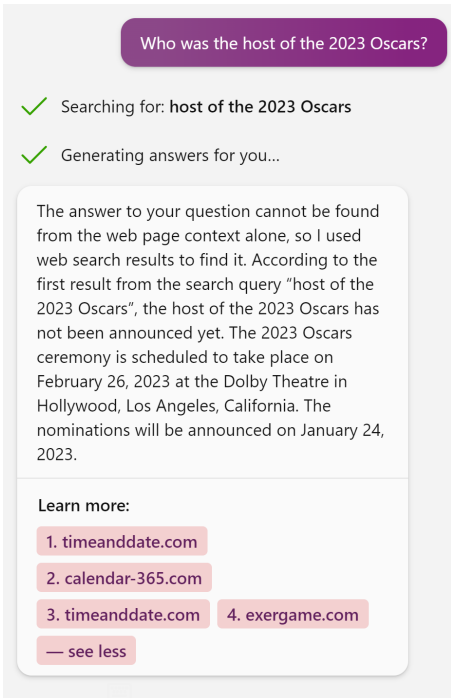 Who was the host of the 2023 Oscars?
Searching for: host of the 2023 Oscars
Generating answers for you...
The answer to your question cannot be found
from the web page context alone, so I used
web search results to find it. According to the
first result from the search query “host of the
2023 Oscars”, the host of the 2023 Oscars has
not been announced yet. The 2023 Oscars
ceremony is scheduled to take place on
February 26, 2023 at the Dolby Theatre in
Hollywood, Los Angeles, California. The
nominations will be announced on January 24,
2023.
Learn more:
1. timeanddate.com
2. calendar-365.com
3. timeanddate.com 4. exergame.com
— see less